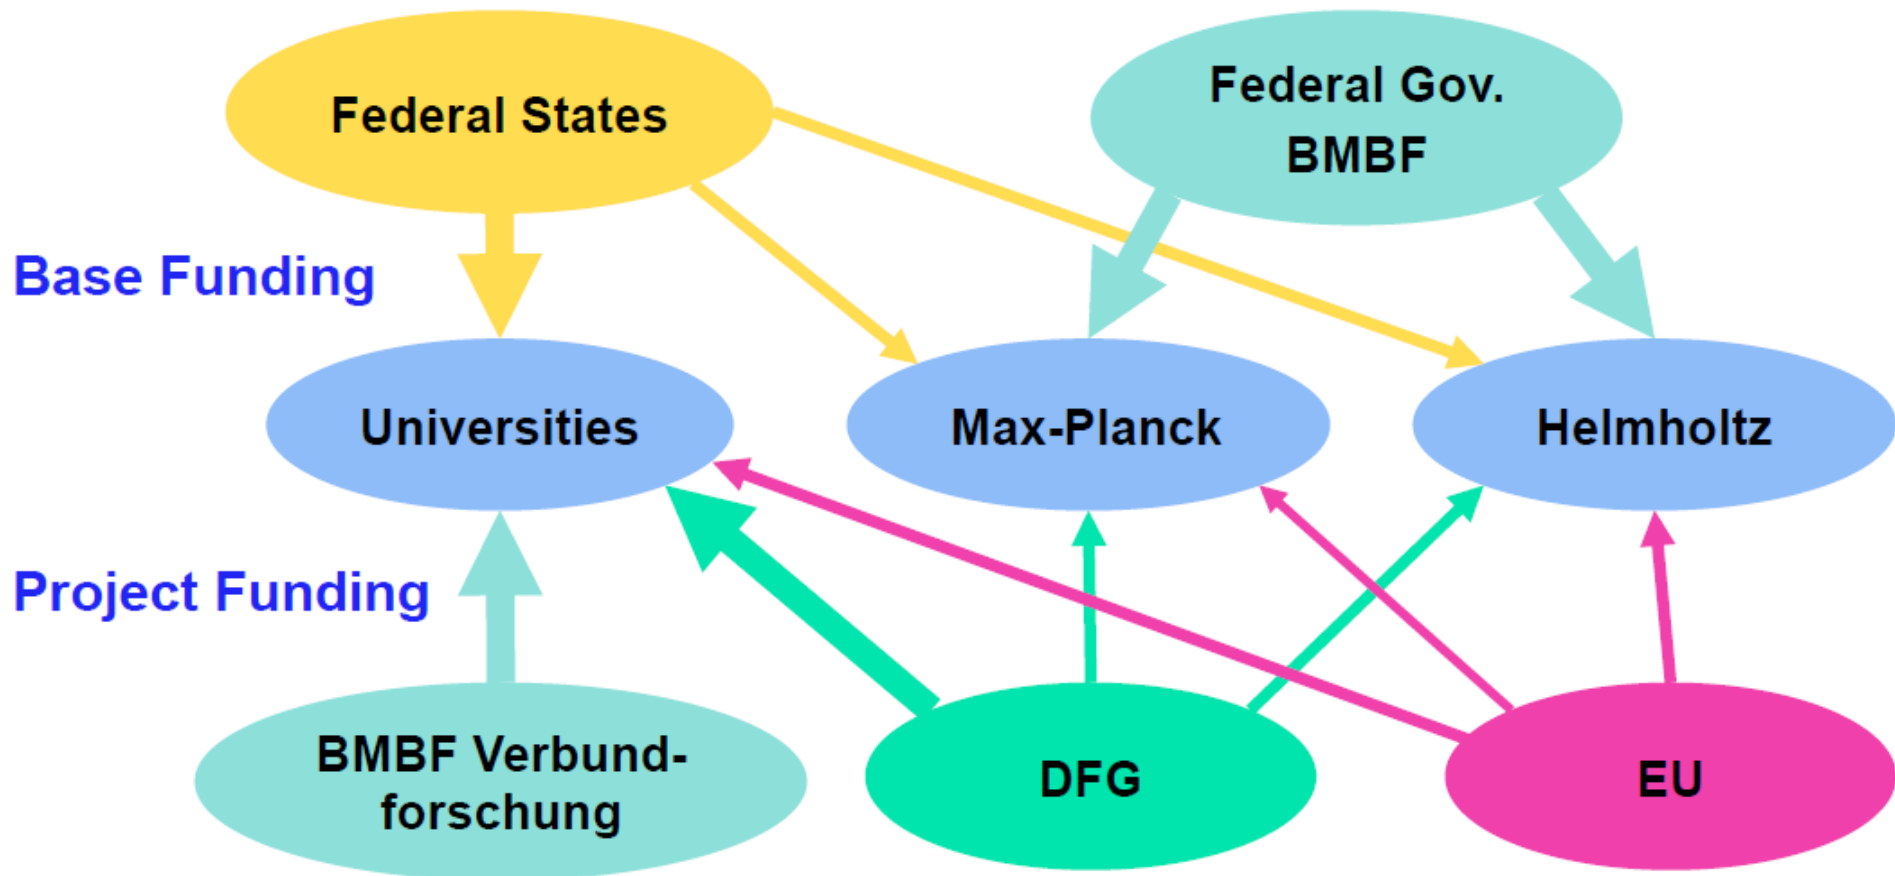 Federal States
Federal Gov.
BMBF
Base Funding
Universities
Max-Planck
Helmholtz
Project Funding
BMBF Verbund-
forschung
DFG
EU